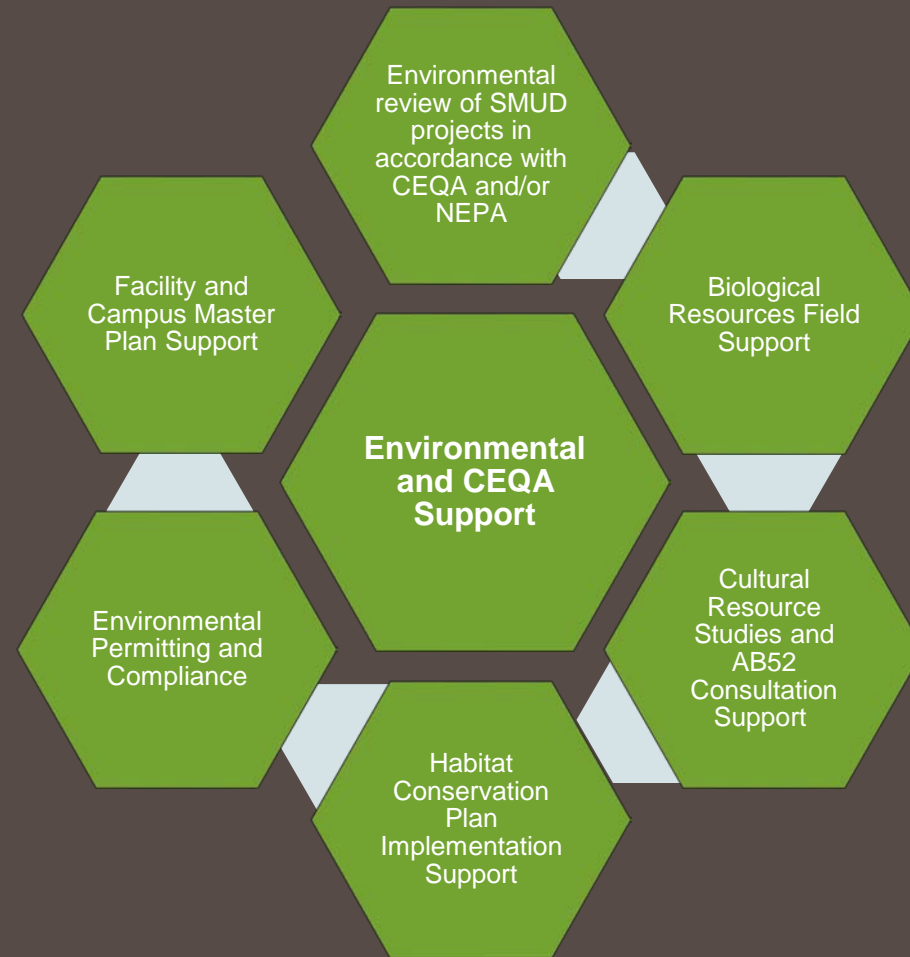 Environmental
review of SMUD
projects in
accordance with
CEQA and/or
NEPA
Facility and
Campus Master
Plan Support
Biological
Resources Field
Support
Environmental
and CEQA
Support
Environmental
Permitting and
Compliance
Cultural
Resource
Studies and
AB52
Consultation
Support
Habitat
Conservation
Plan
Implementation
Support